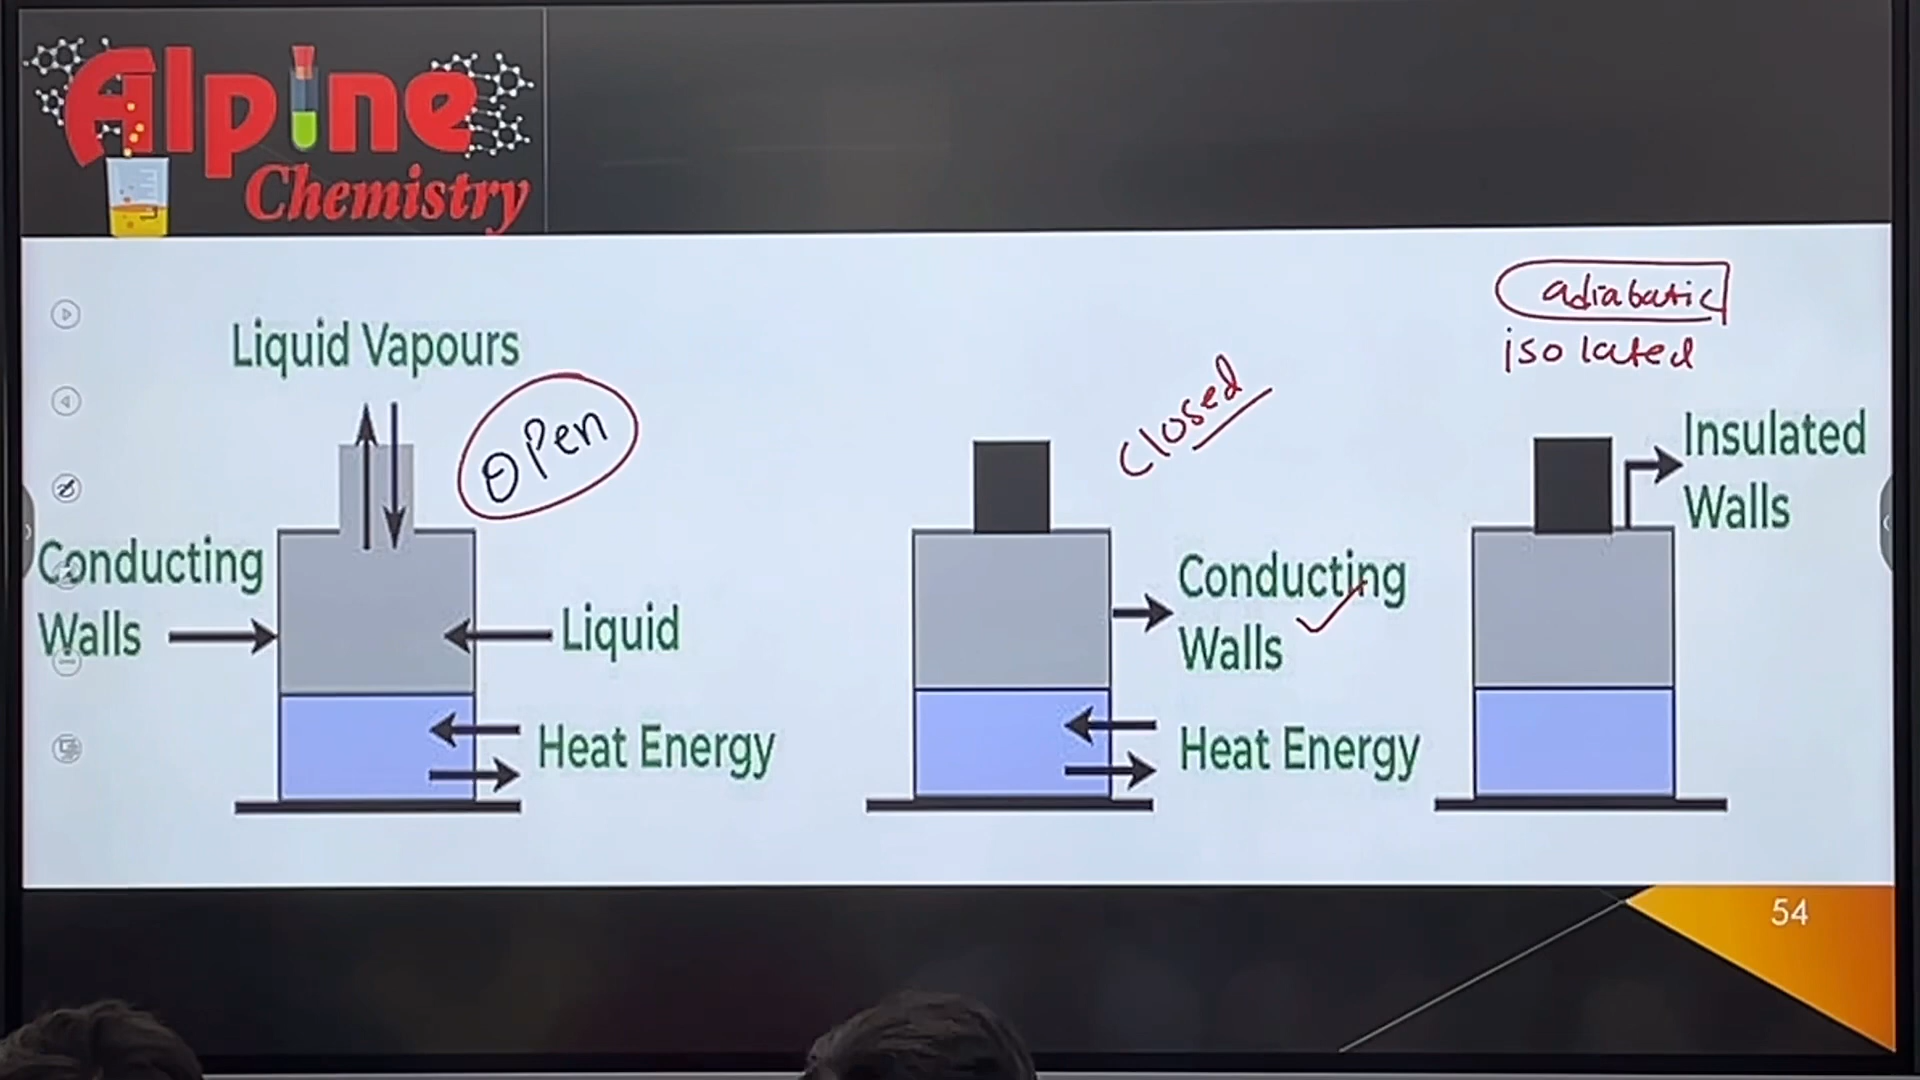 Alpine
Chemistry
adiabatic
isolated
Liquid Vapours
Open
Closed
Insulated
Walls
Conducting
Walls
Liquid
Conducting
Walls
Heat Energy
Heat Energy
54